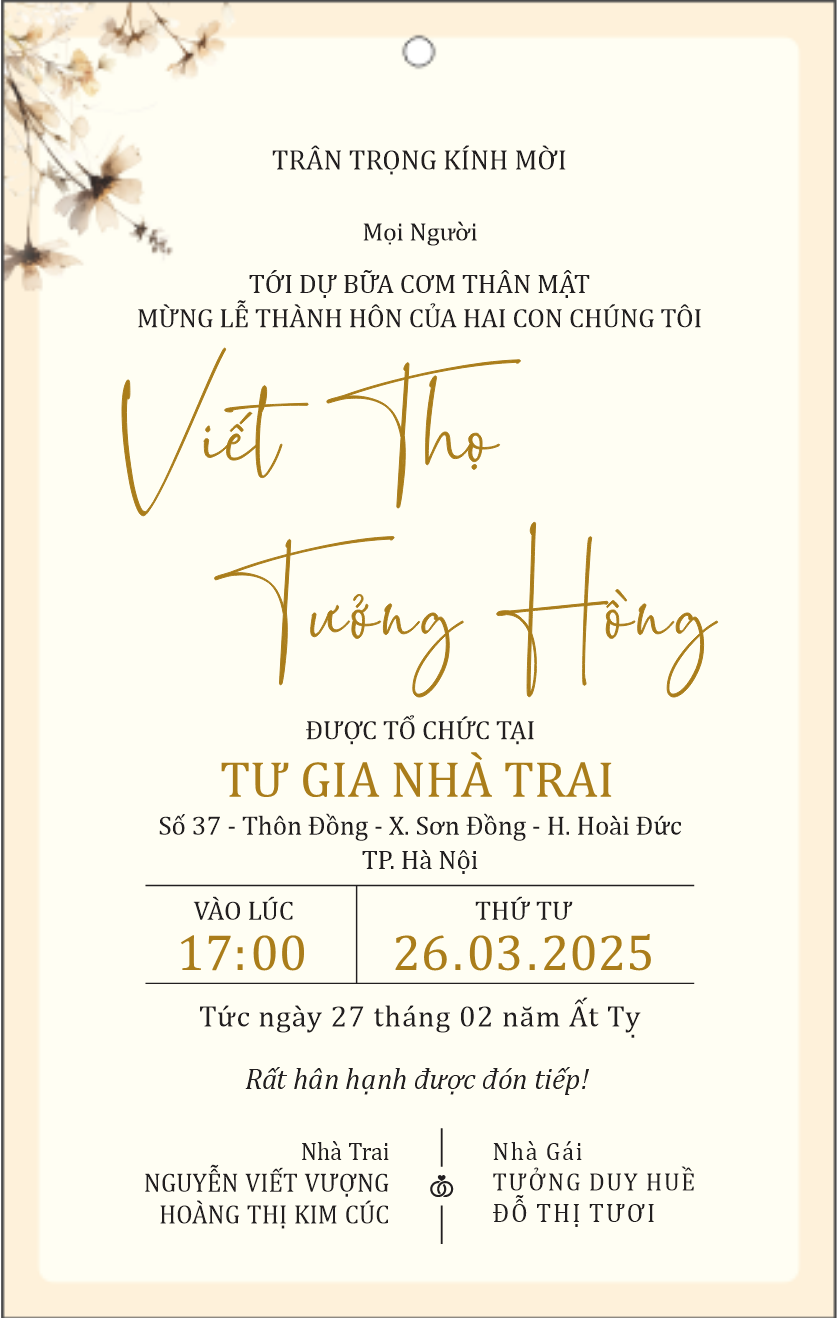 TRÂN TRỌNG KÍNH MỜI
Mọi Người
TỚI DỰ BỮA CƠM THÂN MẬT
MỪNG LỄ THÀNH HÔN CỦA HAI CON CHÚNG TÔI
Viết Thọ
Tưởng Hồng
ĐƯỢC TỔ CHỨC TẠI
TƯ GIA NHÀ TRAI
Số 37 - Thôn Đồng - X. Sơn Đồng - H. Hoài Đức
TP. Hà Nội
VÀO LÚC
17:00
THỨ TƯ
26.03.2025
Tức ngày 27 tháng 02 năm Ất Tỵ
Rất hân hạnh được đón tiếp!
Nhà Trai
NGUYỄN VIẾT VƯỢNG
HOÀNG THỊ KIM CÚC
Nhà Gái
TƯỞNG DUY HUỀ
ĐỖ THỊ TƯƠI